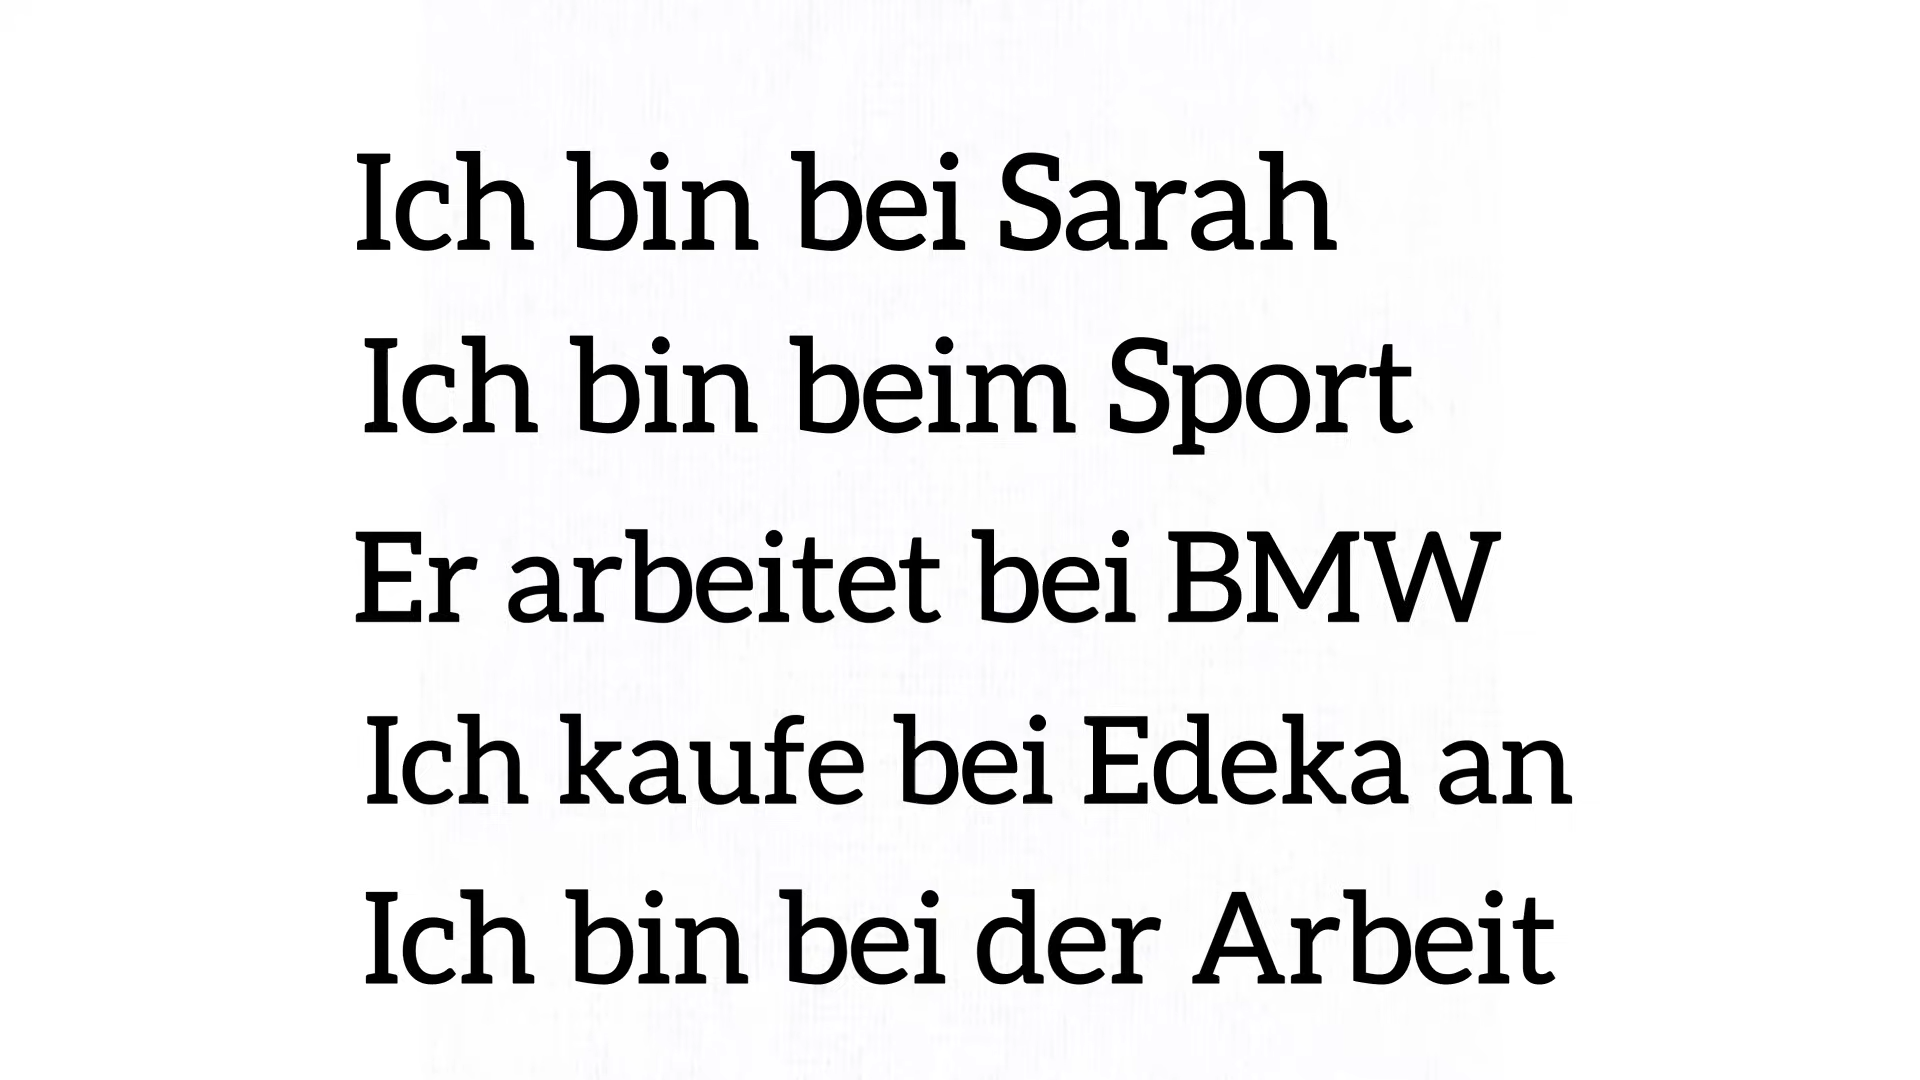 Ich bin bei Sarah
Ich bin beim Sport
Er arbeitet bei BMW
Ich kaufe bei Edeka an
Ich bin bei der Arbeit